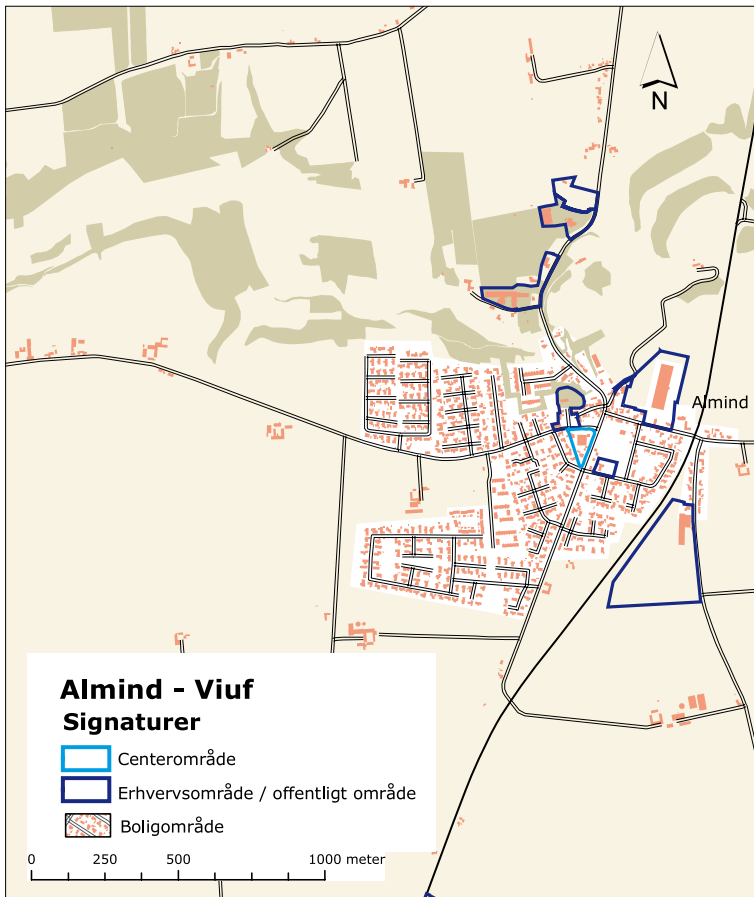 N
Almind
Almind - Viuf
Signaturer
Centerområde
Erhvervsområde / offentligt område
Boligområde
0 250 500 1000 meter